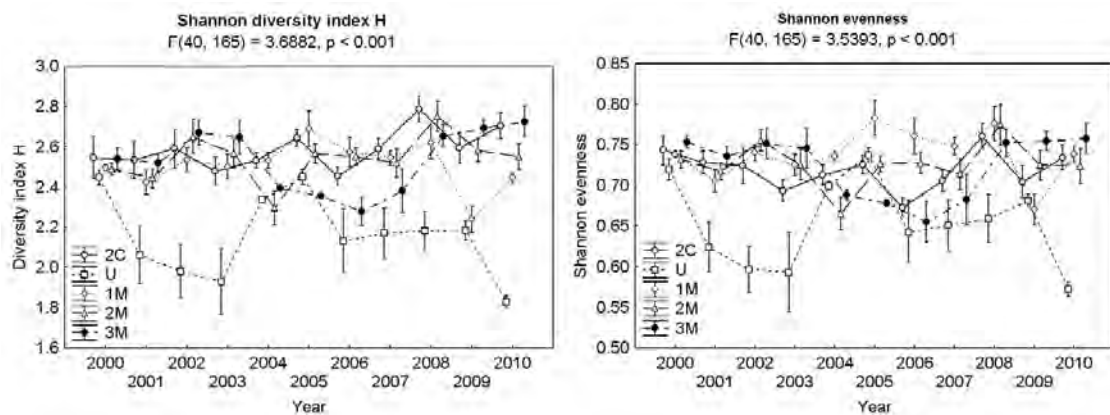 Shannon diversity index H
F(40, 165) = 3.6882, p < 0.001
3.0
2.8
2.6
2.4
2.2
2.0
1.8
1.6
Diversity index H
2C
U
1M
2M
3M
2000 2002 2004 2006 2008 2010
2001 2003 2005 2007 2009
Year
Shannon evenness
F(40, 165) = 3.5393, p < 0.001
0.85
0.80
0.75
0.70
0.65
0.60
0.55
0.50
Shannon evenness
2C
U
1M
2M
3M
2000 2002 2004 2006 2008 2010
2001 2003 2005 2007 2009
Year